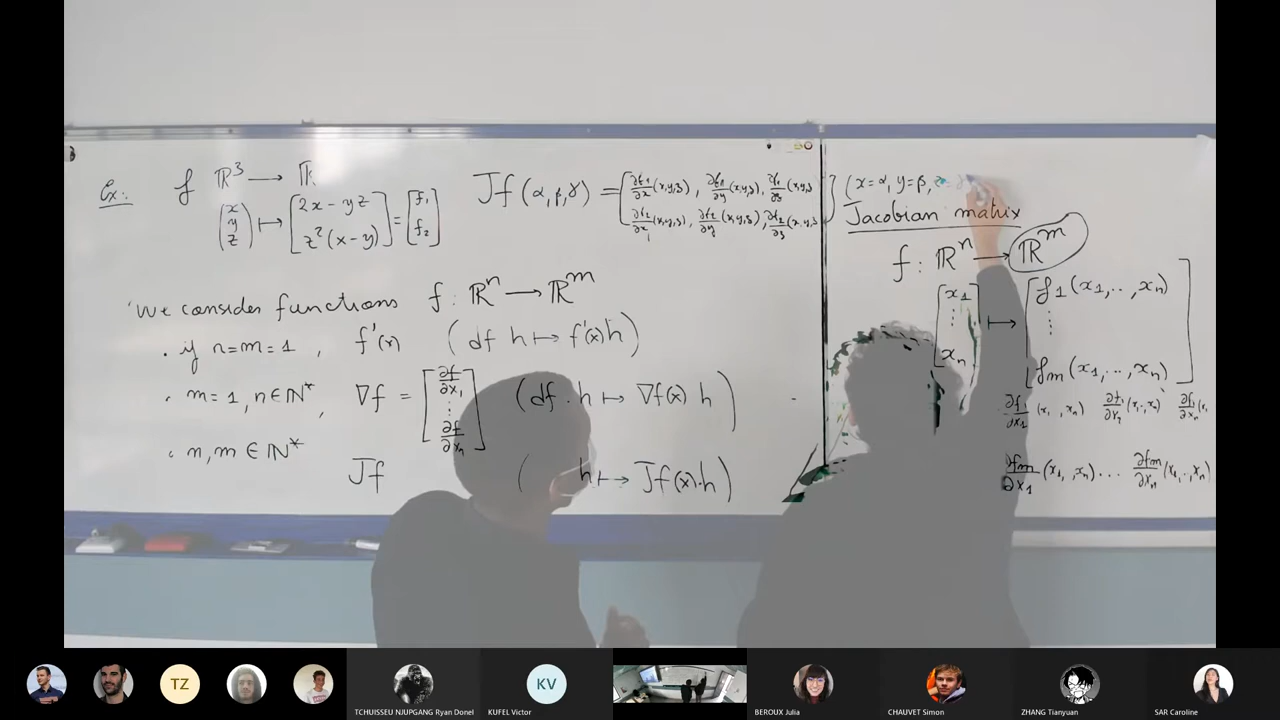 Ex: f ℝ³ → ℝ
[x y z] ↦ [2x - yz, z²(x-y)] = [f₁ f₂]
Jf(α,β,γ) = [∂f₁/∂x (x,y,z), ∂f₁/∂y (x,y,z), ∂f₁/∂z (x,y,z)
∂f₂/∂x (x,y,z), ∂f₂/∂y (x,y,z), ∂f₂/∂z (x,y,z)] (x=α, y=β, z=γ
We consider functions f: ℝⁿ → ℝᵐ
. if n=m=1, f'(x) (df h ↦ f'(x)h)
. m=1, n∈ℕ*, ∇f = [∂f/∂x₁ ⋮ ∂f/∂xₙ] (df. h ↦ ∇f(x) h)
. n,m ∈ ℕ*
Jf ( h ↦ Jf(x).h)
Jacobian matrix
f: ℝⁿ → ℝᵐ
[x₁ ⋮ xₙ] ↦ [f₁(x₁,..,xₙ) ⋮ fₘ(x₁,..,xₙ)]
∂f₁/∂x₁ (x₁, ,xₙ) ∂f₁/∂x₂ (x₁,..,xₙ) ∂f₁/∂xₙ (x₁
∂fₘ/∂x₁ (x₁, ,xₙ) ... ∂fₘ/∂xₙ (x₁,..,xₙ)
TZ
KV
TCHUISSEU NJUPGANG Ryan Donel
KUFEL Victor
BEROUX Julia
CHAUVET Simon
ZHANG Tianyuan
SAR Caroline